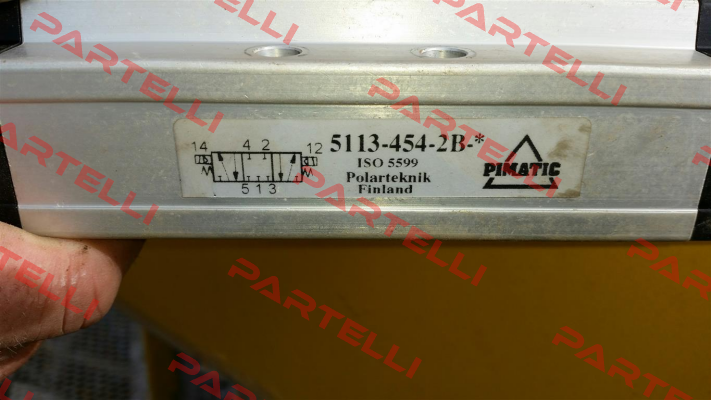 14 4 2 12
5 1 3
5113-454-2B-*
ISO 5599
Polarteknik
Finland
PIMATIC
PARTELLI
PARTELLI
PARTELLI
PARTELLI
PARTELLI
PARTELLI
PARTELLI
PARTELLI
PARTELLI